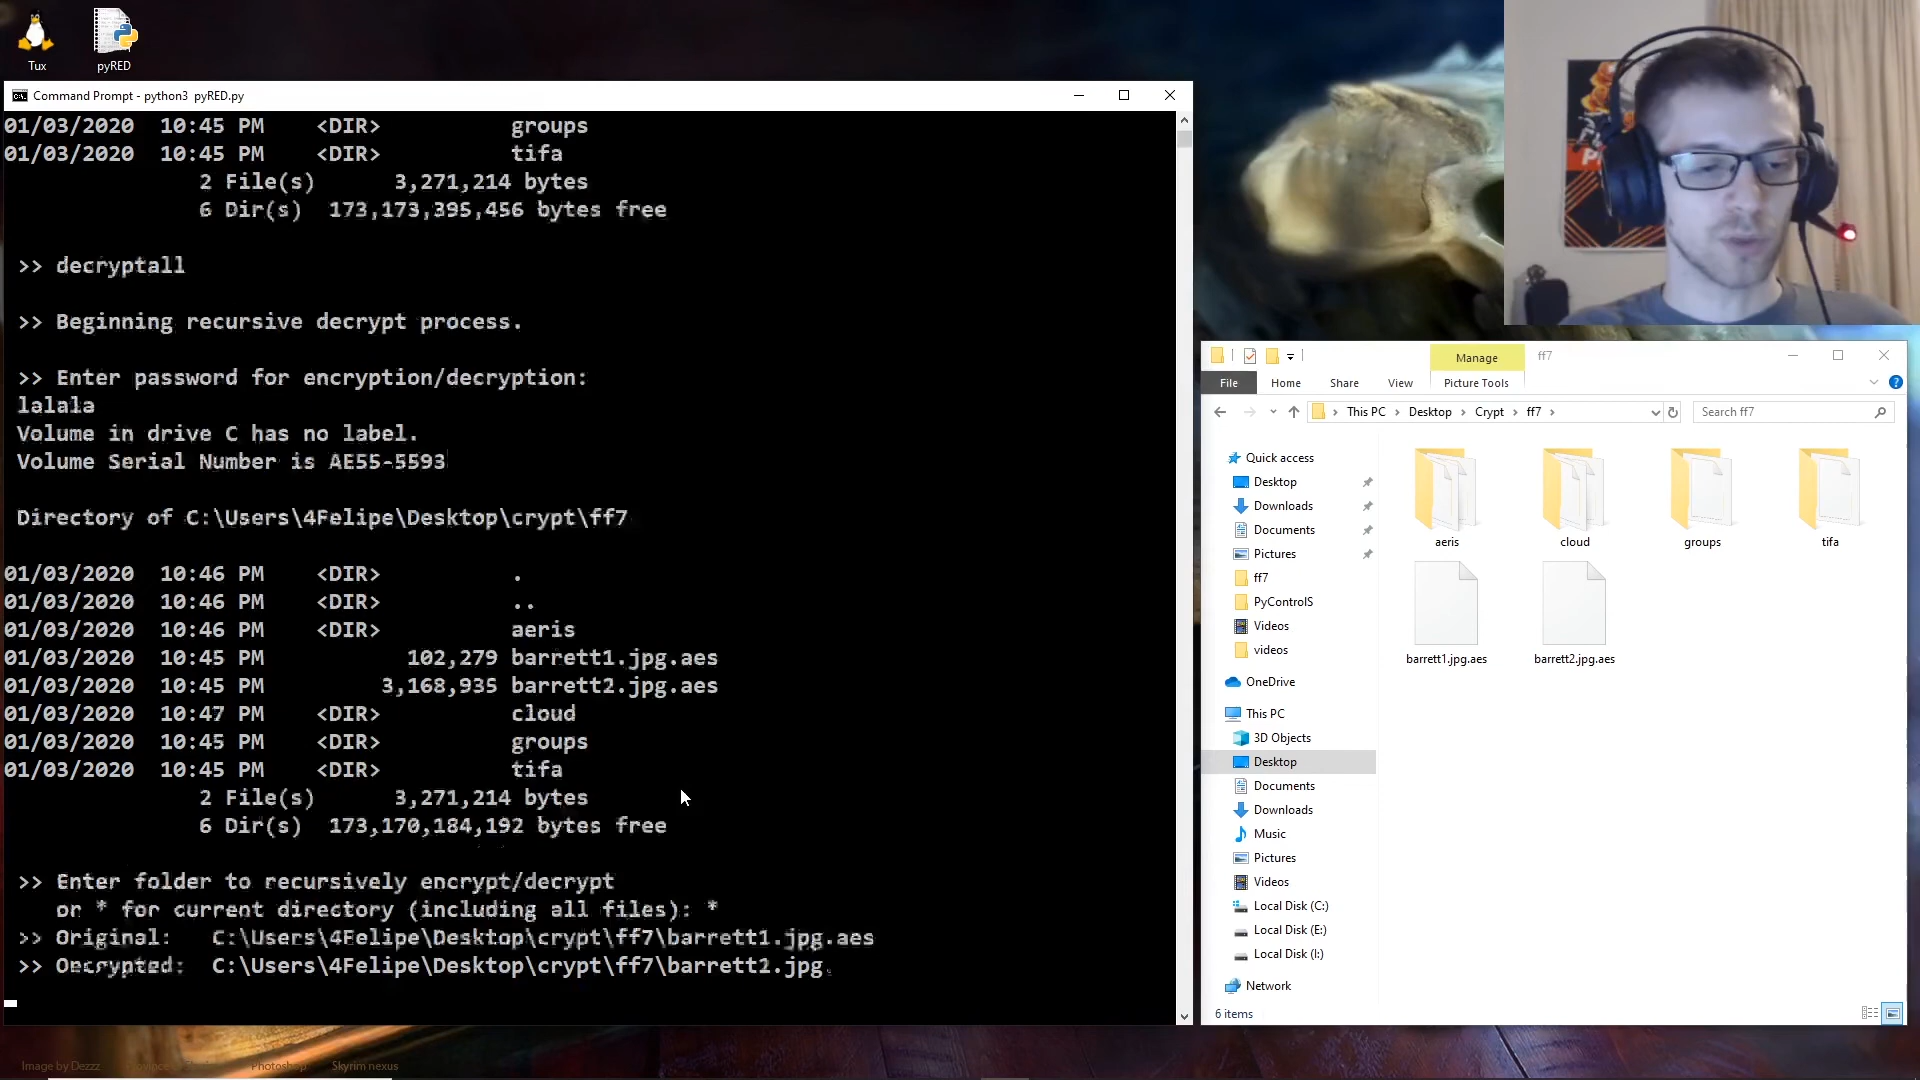 Tux
pyRED
Command Prompt - python3  pyRED.py
01/03/2020  10:45 PM    <DIR>          groups
01/03/2020  10:45 PM    <DIR>          tifa
2 File(s)      3,271,214 bytes
6 Dir(s)  173,173,395,456 bytes free
>> decryptall
>> Beginning recursive decrypt process.
>> Enter password for encryption/decryption:
lalala
Volume in drive C has no label.
Volume Serial Number is AE55-5593
Directory of C:\Users\4Felipe\Desktop\crypt\ff7
01/03/2020  10:46 PM    <DIR>          .
01/03/2020  10:46 PM    <DIR>          ..
01/03/2020  10:46 PM    <DIR>          aeris
01/03/2020  10:45 PM           102,279 barrett1.jpg.aes
01/03/2020  10:45 PM         3,168,935 barrett2.jpg.aes
01/03/2020  10:47 PM    <DIR>          cloud
01/03/2020  10:45 PM    <DIR>          groups
01/03/2020  10:45 PM    <DIR>          tifa
2 File(s)      3,271,214 bytes
6 Dir(s)  173,170,184,192 bytes free
>> Enter folder to recursively encrypt/decrypt
or * for current directory (including all files): *
>> Original:   C:\Users\4Felipe\Desktop\crypt\ff7\barrett1.jpg.aes
>> C:\Users\4Felipe\Desktop\crypt\ff7\barrett2.jpg
Manage
ff7
File
Home
Share
View
Picture Tools
This PC > Desktop > Crypt > ff7 >
Search ff7
Quick access
Desktop
Downloads
Documents
Pictures
ff7
PyControlS
Videos
videos
OneDrive
This PC
3D Objects
Desktop
Documents
Downloads
Music
Pictures
Videos
Local Disk (C:)
Local Disk (E:)
Local Disk (I:)
Network
aeris
cloud
groups
tifa
barrett1.jpg.aes
barrett2.jpg.aes
6 items
Image by Dezzz
Photoshop
Skyrim nexus